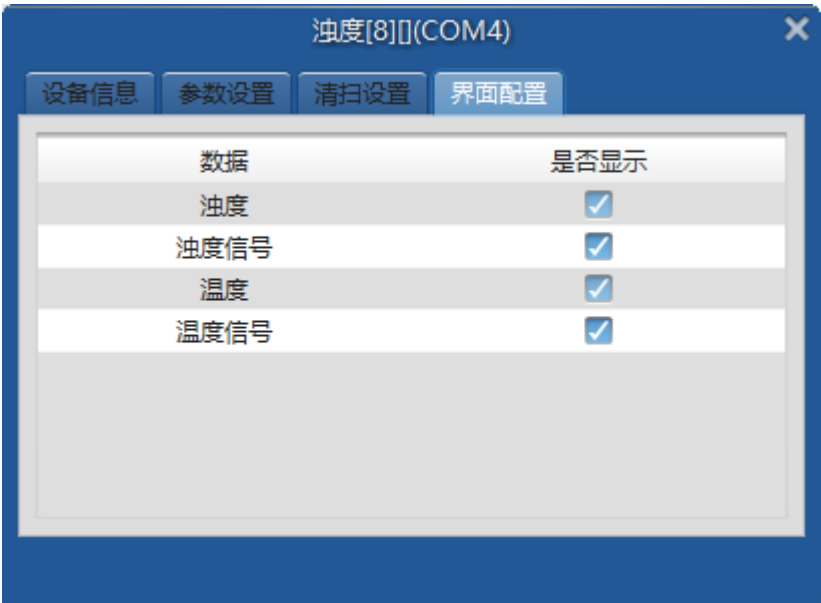 浊度[8][](COM4)
设备信息 参数设置 清扫设置 界面配置
数据 是否显示
浊度
浊度信号
温度
温度信号